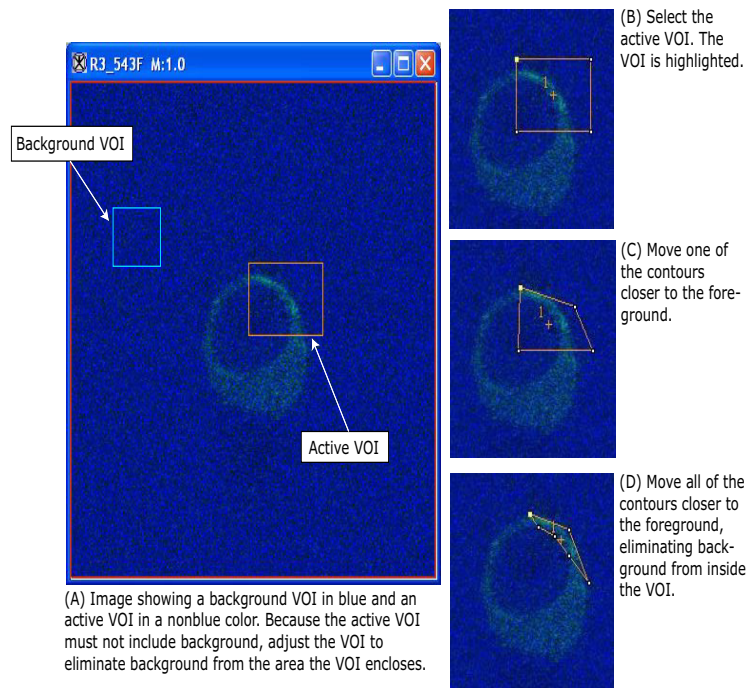 R3_543F M:1.0
Background VOI
Active VOI
(A) Image showing a background VOI in blue and an
active VOI in a nonblue color. Because the active VOI
must not include background, adjust the VOI to
eliminate background from the area the VOI encloses.
(B) Select the
active VOI. The
VOI is highlighted.
1
(C) Move one of
the contours
closer to the fore-
ground.
1
(D) Move all of the
contours closer to
the foreground,
eliminating back-
ground from inside
the VOI.
1